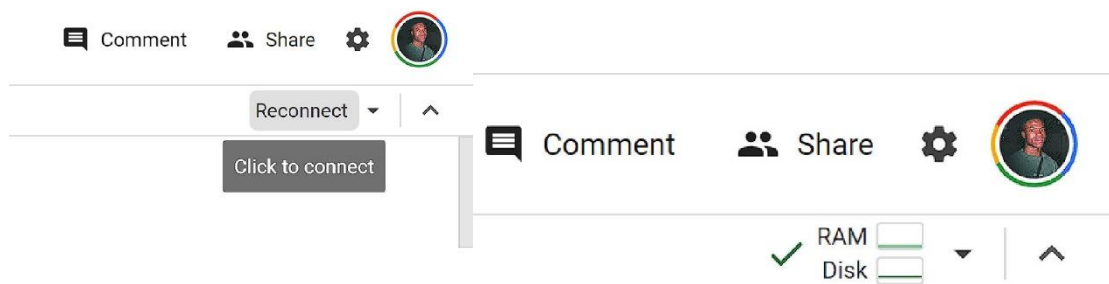 Comment Share
Reconnect
Click to connect
Comment Share
RAM
Disk